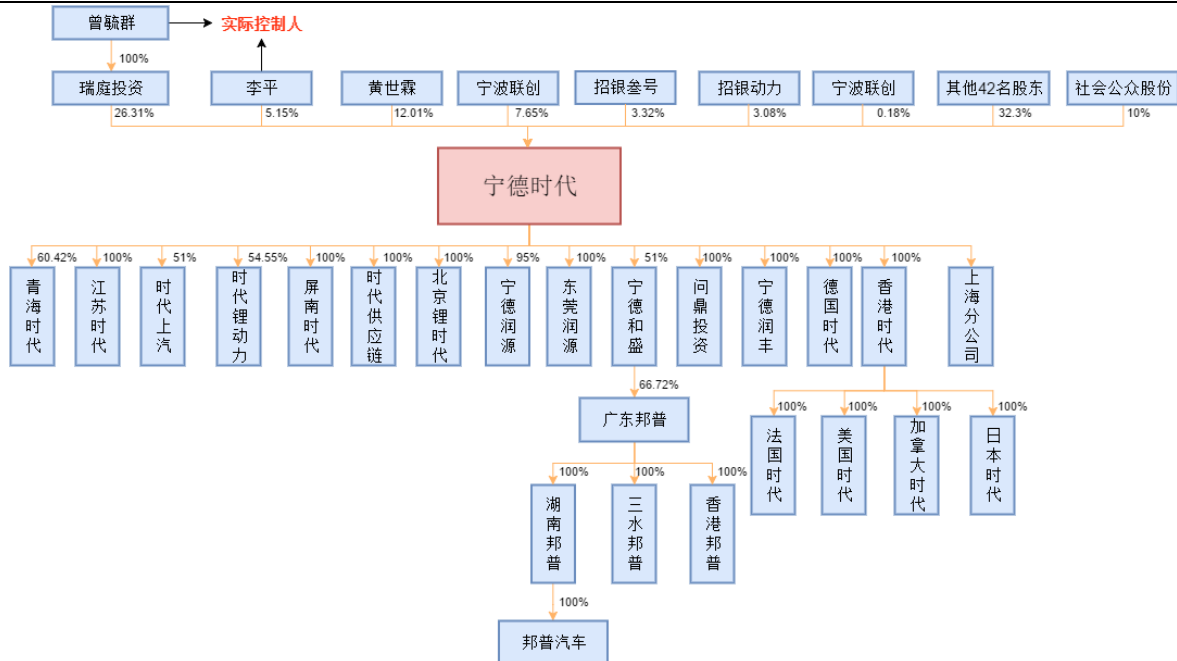 曾毓群
实际控制人
100%
瑞庭投资
李平
黄世霖
宁波联创
招银叁号
招银动力
宁波联创
其他42名股东
社会公众股份
26.31%
5.15%
12.01%
7.65%
3.32%
3.08%
0.18%
32.3%
10%
宁德时代
60.42%
100%
51%
54.55%
100%
100%
100%
95%
100%
51%
100%
100%
100%
100%
青海时代
江苏时代
时代上汽
时代锂动力
屏南时代
时代供应链
北京锂时代
宁德润源
东莞润源
宁德和盛
问鼎投资
宁德润丰
德国时代
香港时代
上海分公司
66.72%
广东邦普
100%
100%
100%
100%
法国时代
美国时代
加拿大时代
日本时代
100%
100%
100%
湖南邦普
三水邦普
香港邦普
100%
邦普汽车